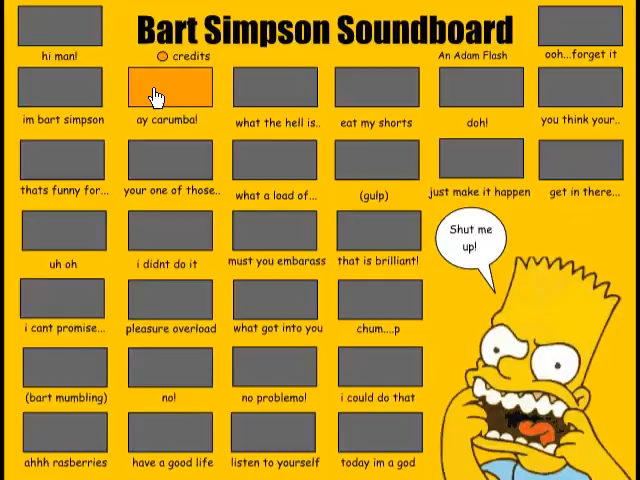 Bart Simpson Soundboard
hi man!
credits
An Adam Flash
ooh...forget it
im bart simpson
ay carumba!
what the hell is..
eat my shorts
doh!
you think your..
thats funny for...
your one of those..
what a load of...
(gulp)
just make it happen
get in there...
Shut me
up!
uh oh
i didnt do it
must you embarass
that is brilliant!
i cant promise...
pleasure overload
what got into you
chum....p
(bart mumbling)
no!
no problemo!
i could do that
ahhh rasberries
have a good life
listen to yourself
today im a god